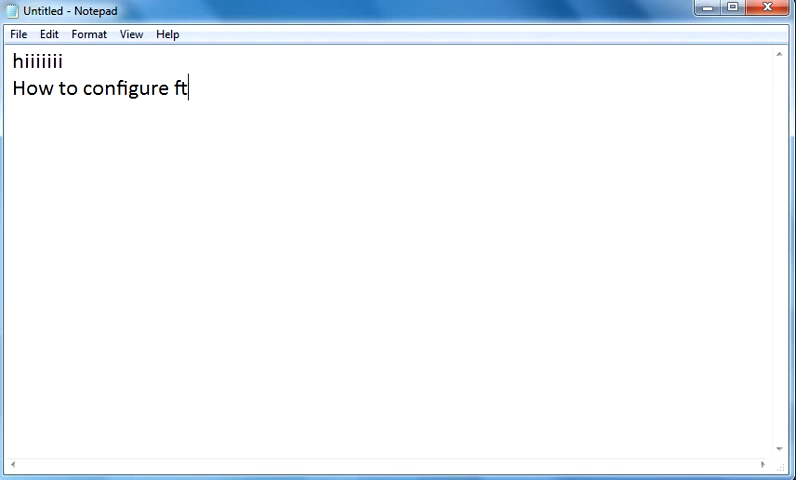 Untitled - Notepad
File Edit Format View Help
hiiiiiii
How to configure ft